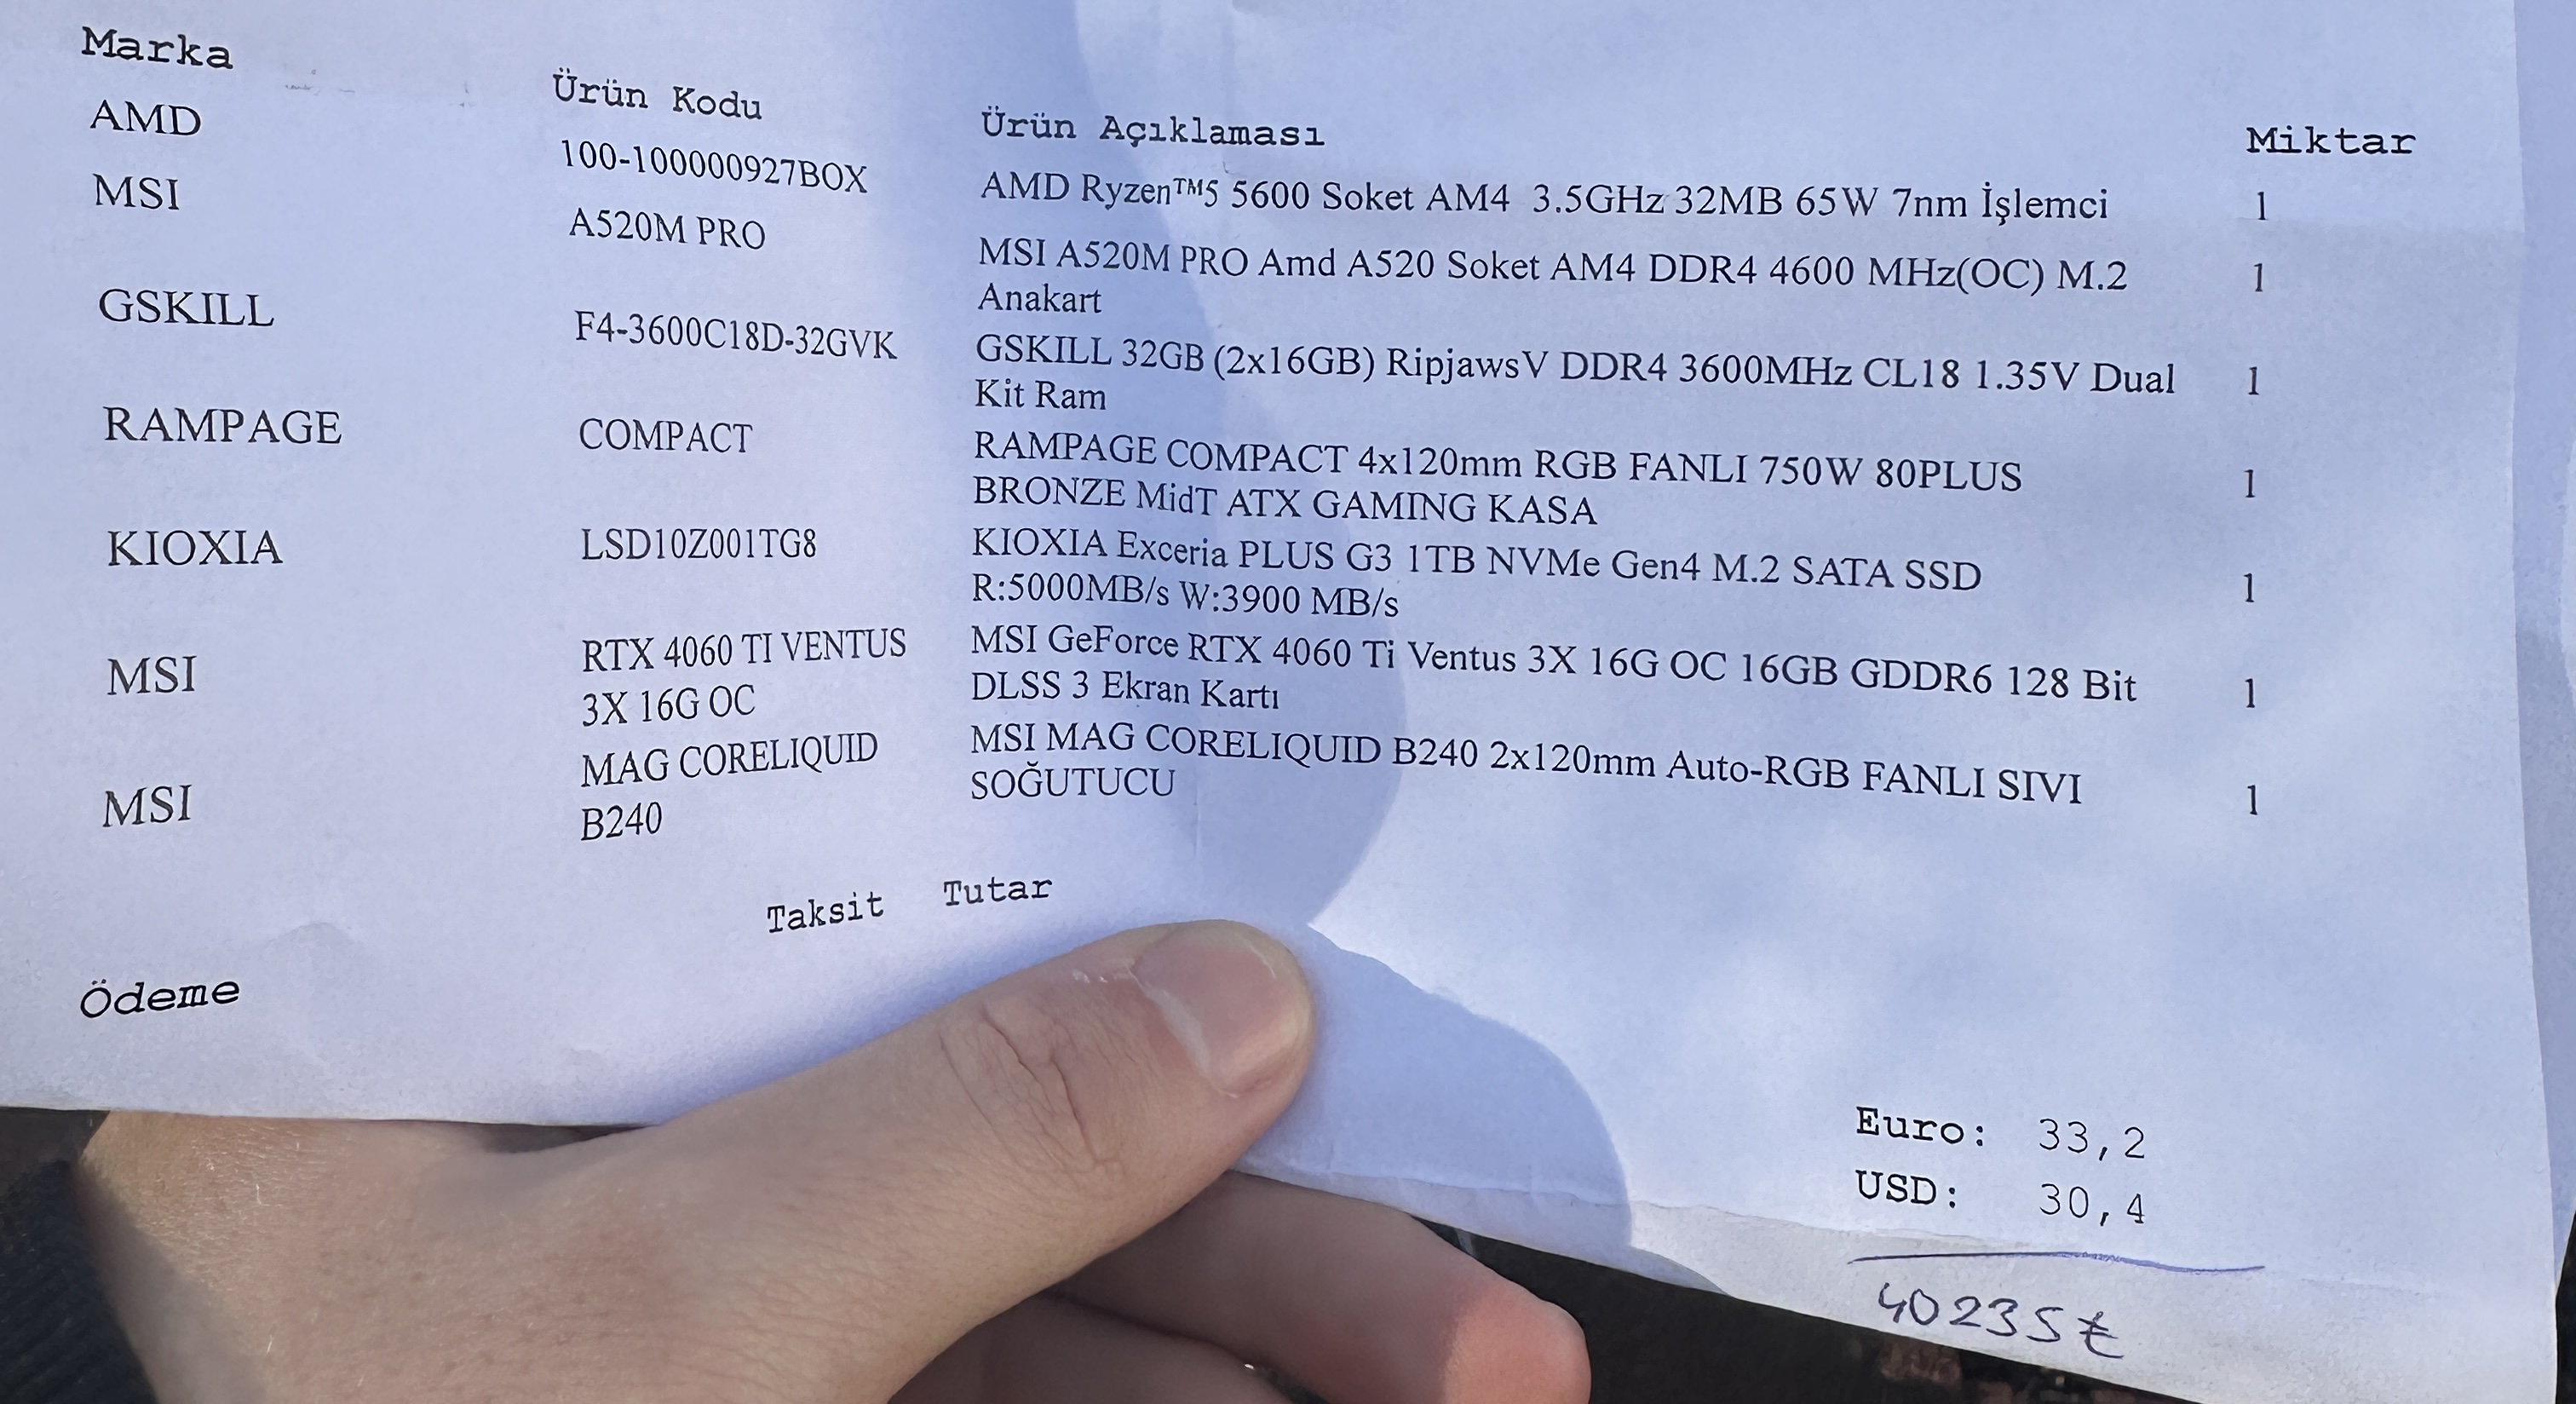 Marka Ürün Kodu Ürün Açıklaması Miktar
AMD 100-100000927BOX AMD Ryzen™5 5600 Soket AM4 3.5GHz 32MB 65W 7nm İşlemci 1
MSI A520M PRO MSI A520M PRO Amd A520 Soket AM4 DDR4 4600 MHz(OC) M.2 1
Anakart
GSKILL F4-3600C18D-32GVK GSKILL 32GB (2x16GB) RipjawsV DDR4 3600MHz CL18 1.35V Dual 1
Kit Ram
RAMPAGE COMPACT RAMPAGE COMPACT 4x120mm RGB FANLI 750W 80PLUS 1
BRONZE MidT ATX GAMING KASA
KIOXIA LSD10Z001TG8 KIOXIA Exceria PLUS G3 1TB NVMe Gen4 M.2 SATA SSD 1
R:5000MB/s W:3900 MB/s
MSI RTX 4060 TI VENTUS MSI GeForce RTX 4060 Ti Ventus 3X 16G OC 16GB GDDR6 128 Bit 1
3X 16G OC DLSS 3 Ekran Kartı
MSI MAG CORELIQUID MSI MAG CORELIQUID B240 2x120mm Auto-RGB FANLI SIVI 1
B240 SOĞUTUCU
Taksit Tutar
Ödeme
Euro: 33,2
USD: 30,4
40235₺